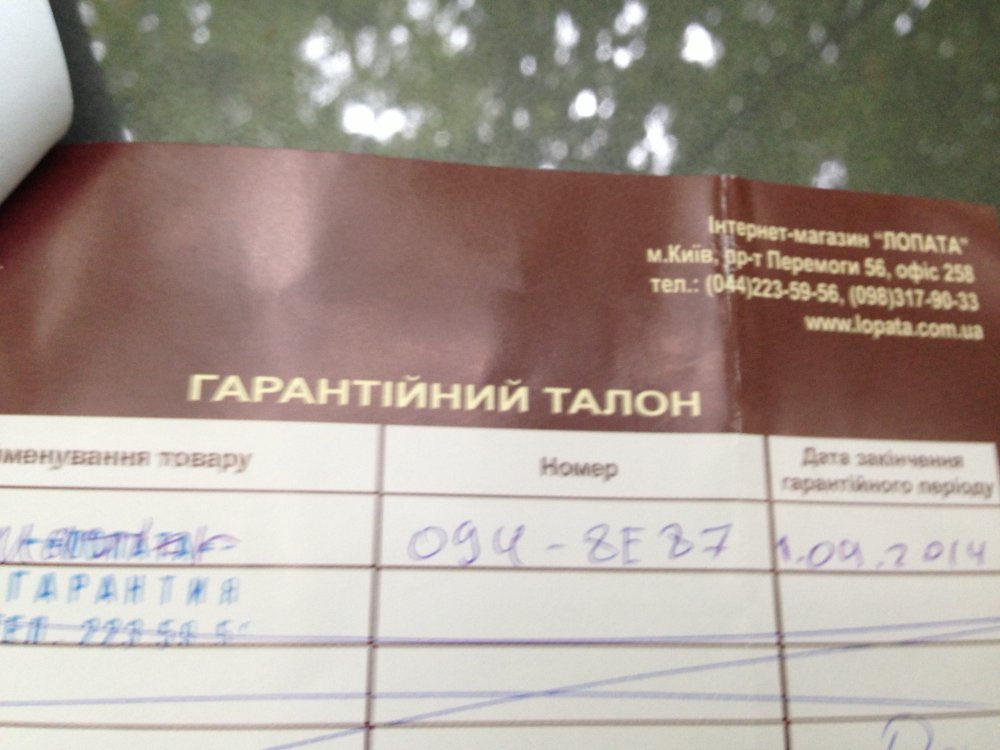 Інтернет-магазин "ЛОПАТА"
м.Київ, пр-т Перемоги 56, офіс 258
тел.: (044)223-59-56, (098)317-90-33
www.lopata.com.ua
ГАРАНТІЙНИЙ ТАЛОН
йменування товару
Номер
Дата закінчення
гарантійного періоду
094-8E87
1.09.2014
ГАРАНТИЯ